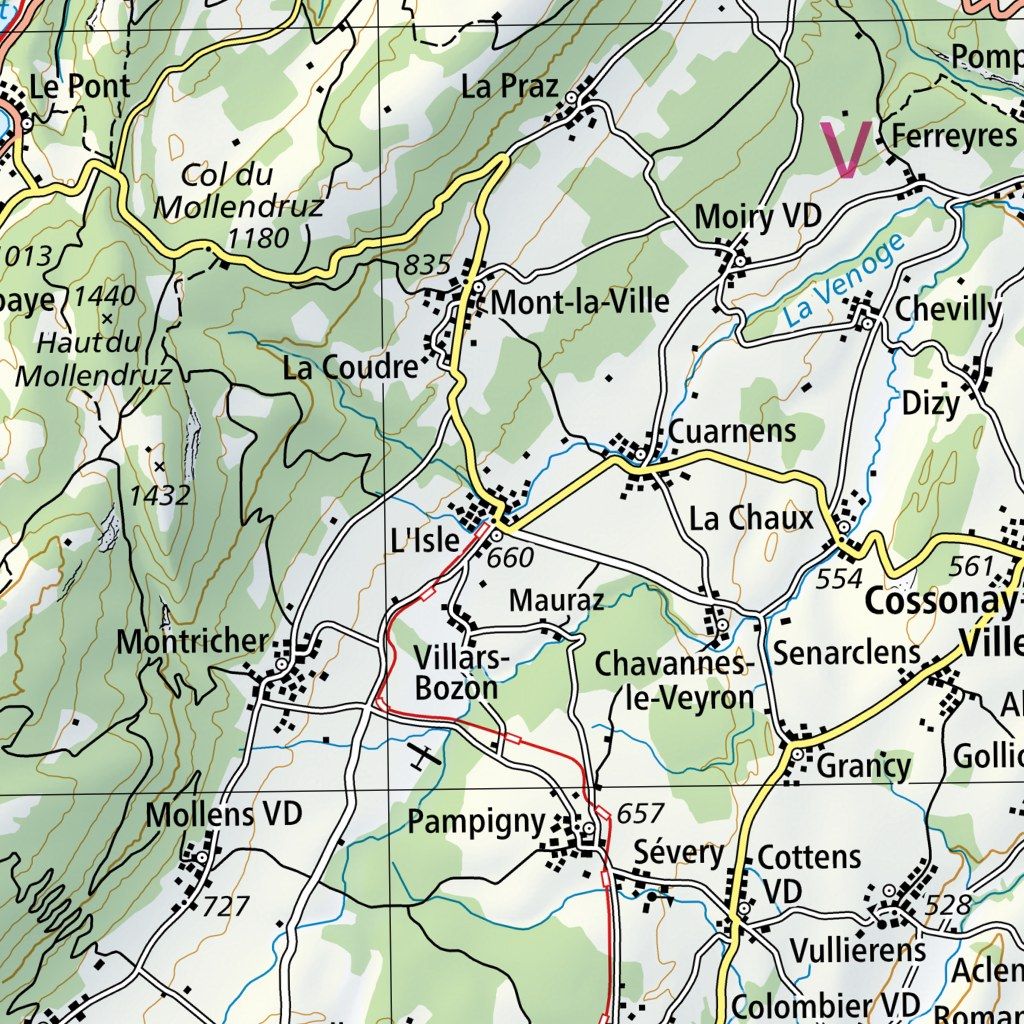 Pomp
Le Pont
La Praz
V
Ferreyres
Col du
Mollendruz
1180
Moiry VD
1013
835
La Venoge
baye
1440
Mont-la-Ville
Chevilly
Haut du
Mollendruz
La Coudre
Dizy
Cuarnens
1432
La Chaux
L'Isle
660
554
561
Mauraz
Cossonay-
Ville
Montricher
Villars-
Bozon
Chavannes-
le-Veyron
Senarclens
Al
Grancy
Gollio
Mollens VD
Pampigny
657
Sévery
Cottens
VD
727
528
Vullierens
Aclen
Colombier VD
Romar